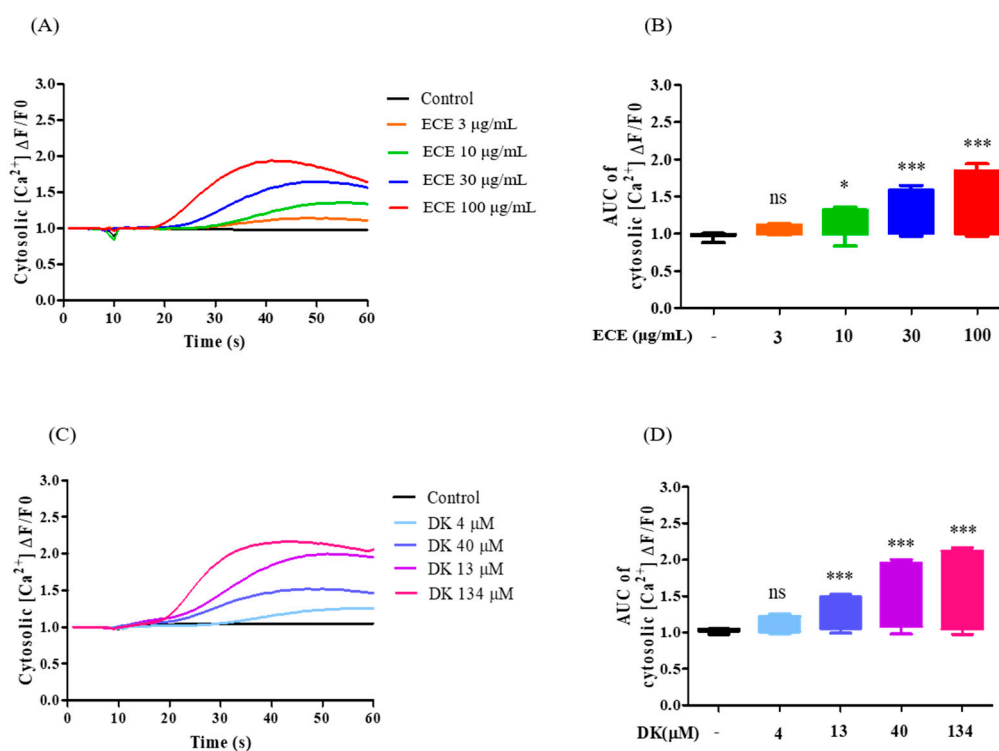 (A)
Cytosolic [Ca²⁺] ΔF/F0
3.0
2.5
2.0
1.5
1.0
0.5
0.0
0 10 20 30 40 50 60
Time (s)
Control
ECE 3 µg/mL
ECE 10 µg/mL
ECE 30 µg/mL
ECE 100 µg/mL
(B)
AUC of
cytosolic [Ca²⁺] ΔF/F0
3.0
2.5
2.0
1.5
1.0
0.5
0.0
ns * *** ***
ECE (µg/mL) - 3 10 30 100
(C)
Cytosolic [Ca²⁺] ΔF/F0
3.0
2.5
2.0
1.5
1.0
0.5
0.0
0 10 20 30 40 50 60
Time (s)
Control
DK 4 µM
DK 40 µM
DK 13 µM
DK 134 µM
(D)
AUC of
cytosolic [Ca²⁺] ΔF/F0
3.0
2.5
2.0
1.5
1.0
0.5
0.0
ns *** *** ***
DK(µM) - 4 13 40 134